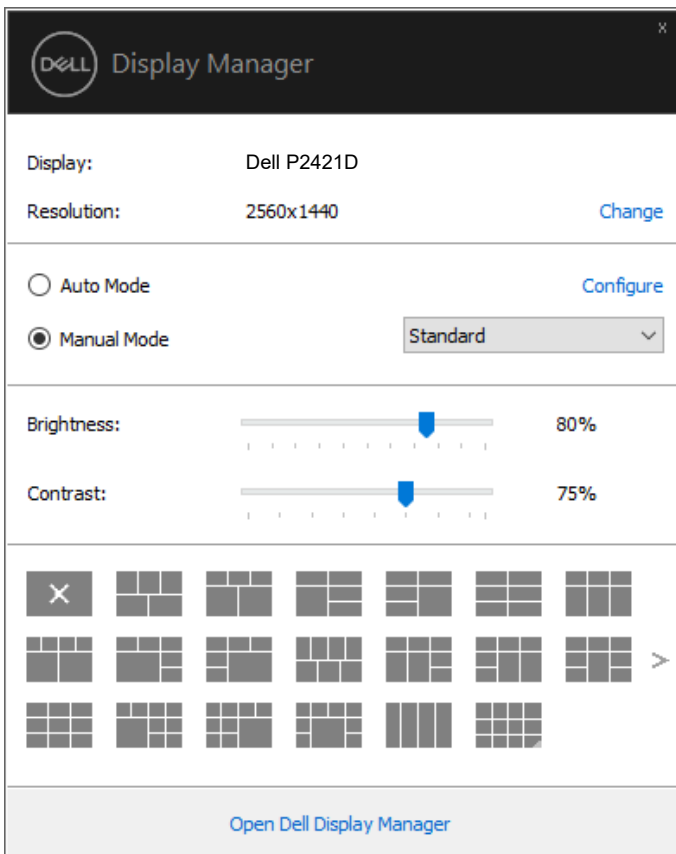 x
DELL Display Manager
Display: Dell P2421D
Resolution: 2560x1440 Change
Auto Mode Configure
Manual Mode Standard
Brightness: 80%
Contrast: 75%
Open Dell Display Manager